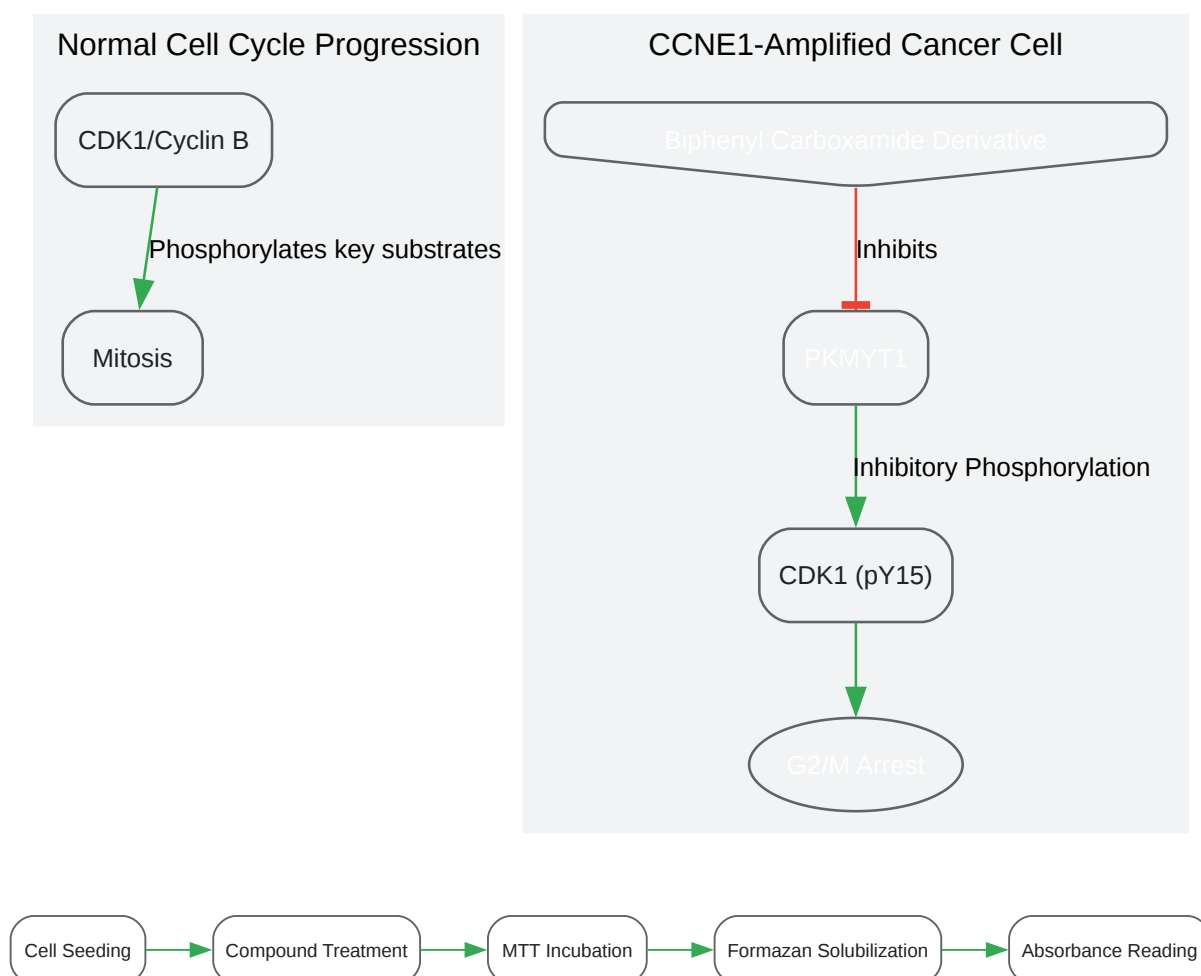 Normal Cell Cycle Progression
CDK1/Cyclin B
Phosphorylates key substrates
Mitosis
CCNE1-Amplified Cancer Cell
Biphenyl Carboxamide Derivative
Inhibits
PKMYT1
Inhibitory Phosphorylation
CDK1 (pY15)
G2/M Arrest
Cell Seeding
Compound Treatment
MTT Incubation
Formazan Solubilization
Absorbance Reading